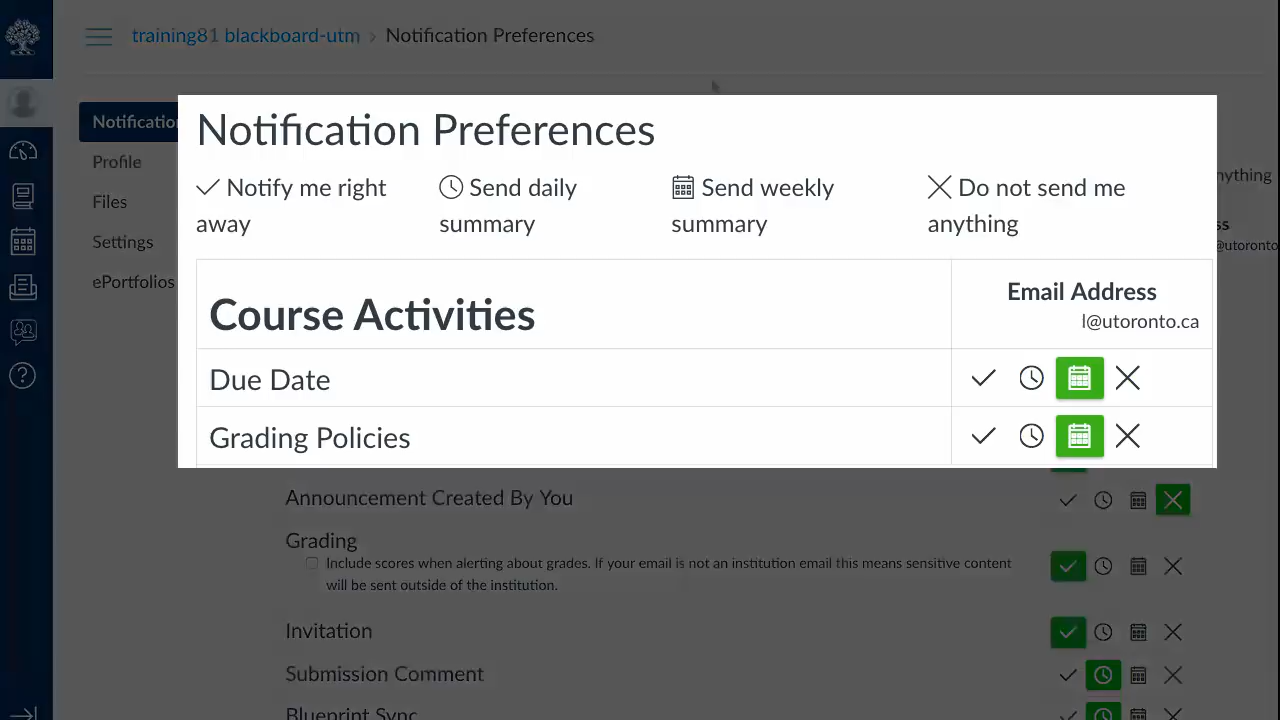 training81 blackboard-utm › Notification Preferences
Notification
Profile
Files
Settings
ePortfolios
Notification Preferences
Notify me right away
Send daily summary
Send weekly summary
Do not send me anything
nything
@utoronto
Course Activities
Email Address
l@utoronto.ca
Due Date
Grading Policies
Announcement Created By You
Grading
Include scores when alerting about grades. If your email is not an institution email this means sensitive content
will be sent outside of the institution.
Invitation
Submission Comment
Blueprint Sync